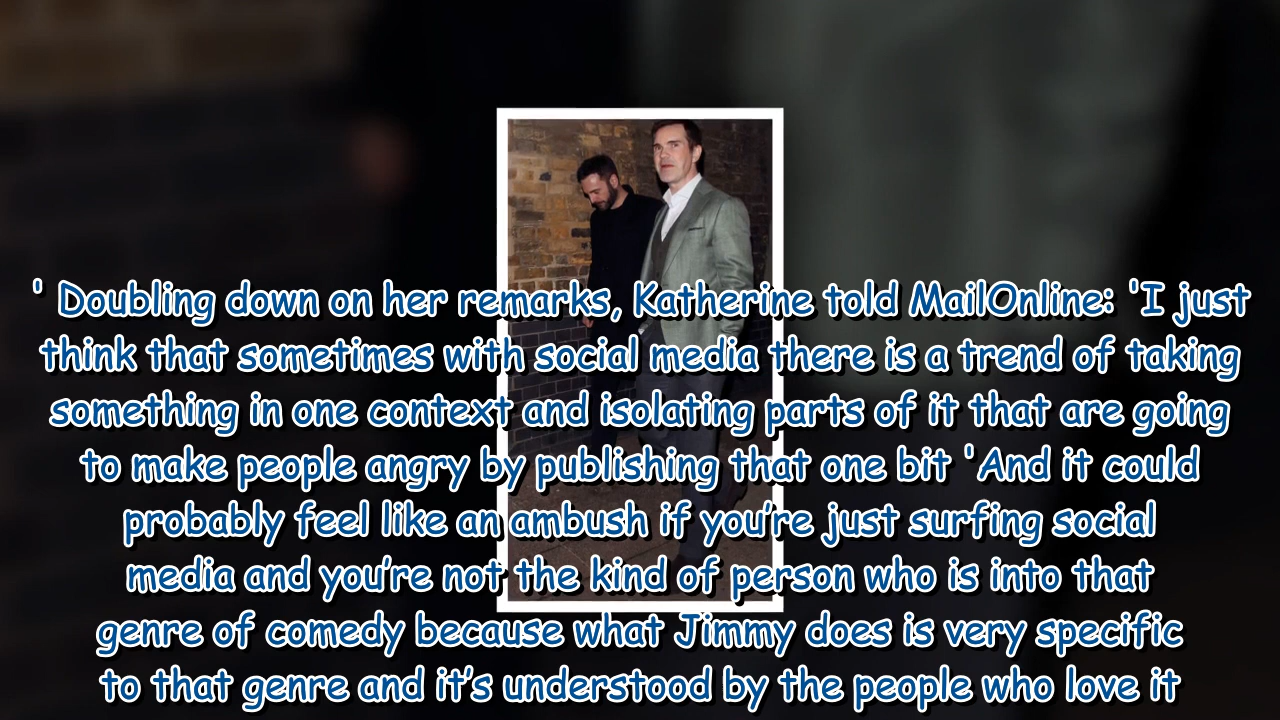 ' Doubling down on her remarks, Katherine told MailOnline: 'I just
think that sometimes with social media there is a trend of taking
something in one context and isolating parts of it that are going
to make people angry by publishing that one bit 'And it could
probably feel like an ambush if you’re just surfing social
media and you’re not the kind of person who is into that
genre of comedy because what Jimmy does is very specific
to that genre and it’s understood by the people who love it